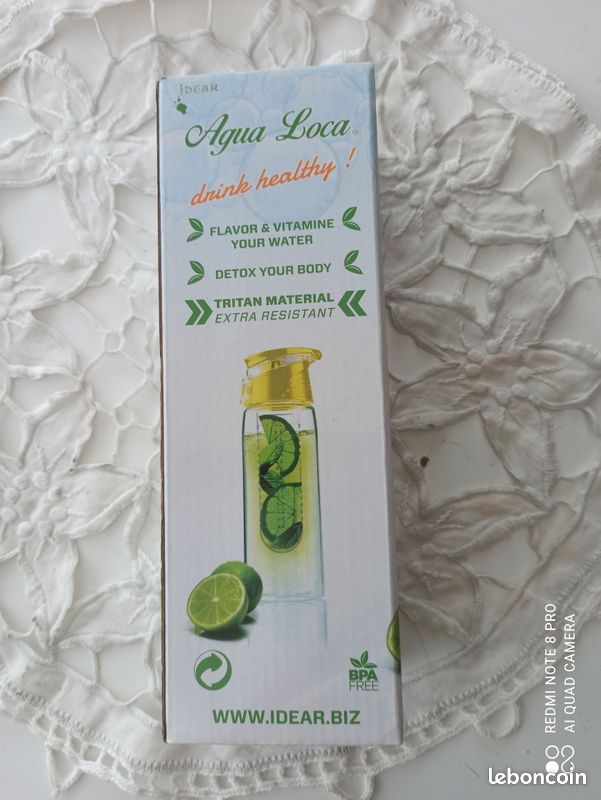 iDEAR
Agua Loca®
drink healthy !
FLAVOR & VITAMINE
YOUR WATER
DETOX YOUR BODY
TRITAN MATERIAL
EXTRA RESISTANT
BPA
FREE
WWW.IDEAR.BIZ
REDMI NOTE 8 PRO
AI QUAD CAMERA
leboncoin